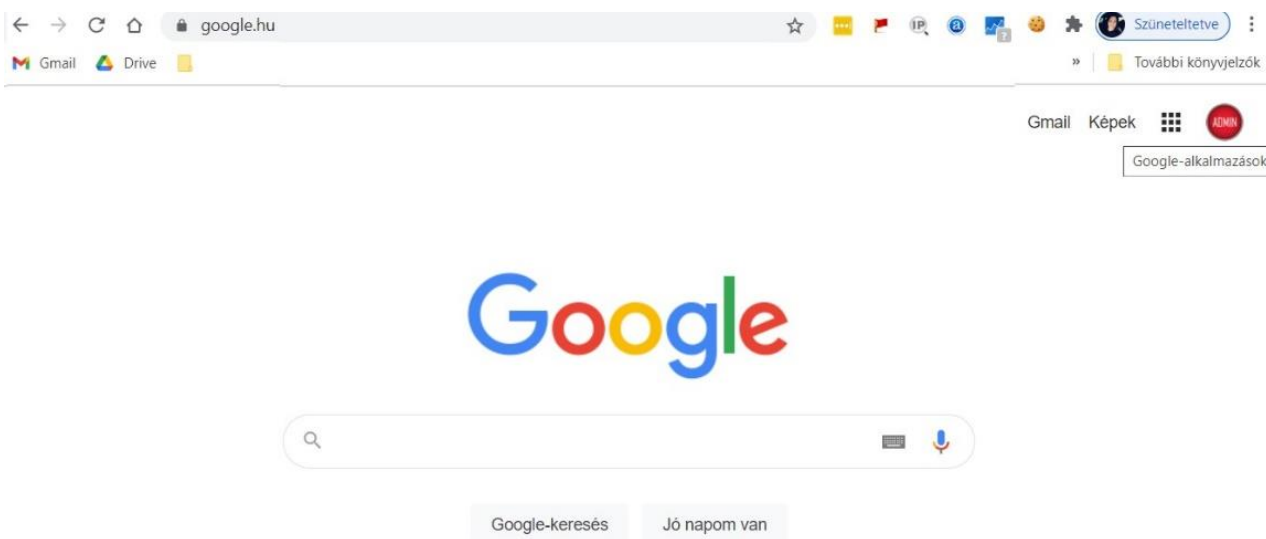 google.hu
Szüneteltetve
Gmail Drive
» További könyvjelzők
Gmail Képek ADMIN
Google-alkalmazások
Google
Google-keresés Jó napom van